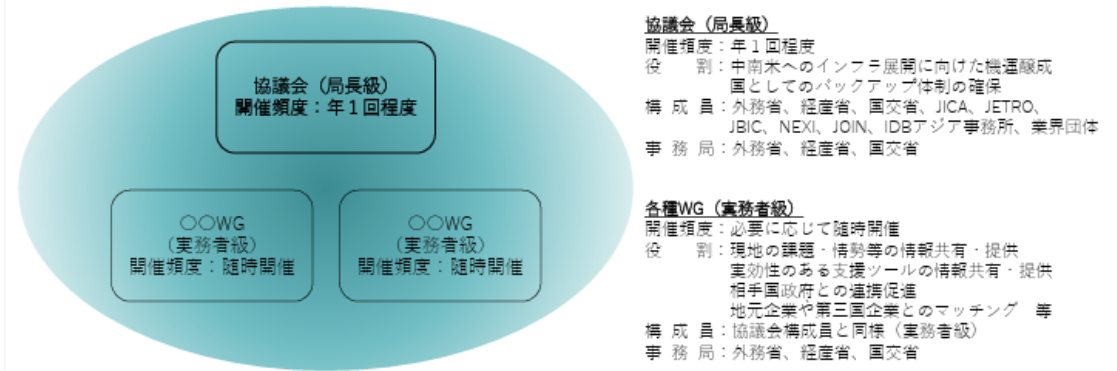 協議会（局長級）
開催頻度：年１回程度
○○WG
(実務者級)
開催頻度：随時開催
○○WG
(実務者級)
開催頻度：随時開催
協議会（局長級）
開催頻度：年１回程度
役　　割：中南米へのインフラ展開に向けた機運醸成
国としてのバックアップ体制の確保
構 成 員：外務省、経産省、国交省、JICA、JETRO、
JBIC、NEXI、JOIN、IDBアジア事務所、業界団体
事 務 局：外務省、経産省、国交省
各種WG（実務者級）
開催頻度：必要に応じて随時開催
役　　割：現地の課題・情勢等の情報共有・提供
実効性のある支援ツールの情報共有・提供
相手国政府との連携促進
地元企業や第三国企業とのマッチング　等
構 成 員：協議会構成員と同様（実務者級）
事 務 局：外務省、経産省、国交省